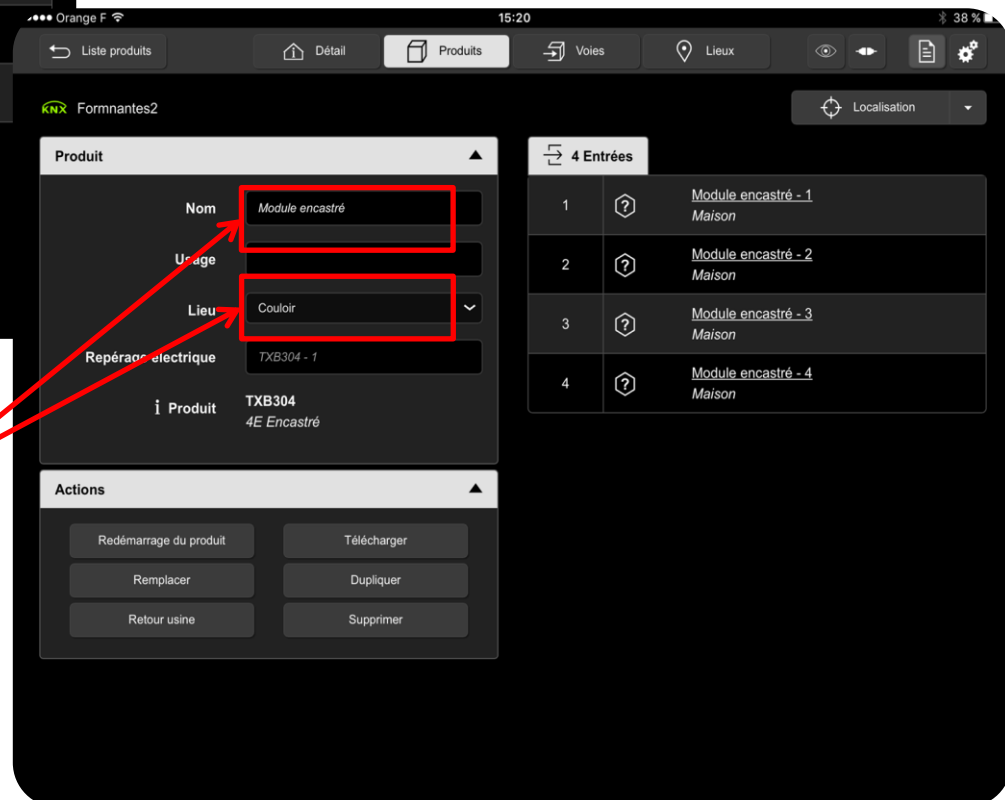 Orange F 15:20 38 %
Liste produits Détail Produits Voies Lieux
KNX Formnantes2 Localisation
Produit
Nom Module encastré
Usage
Lieu Couloir
Repérage électrique TXB304 - 1
i Produit TXB304
4E Encastré
Actions
Redémarrage du produit Télécharger
Remplacer Dupliquer
Retour usine Supprimer
4 Entrées
1 Module encastré - 1
Maison
2 Module encastré - 2
Maison
3 Module encastré - 3
Maison
4 Module encastré - 4
Maison